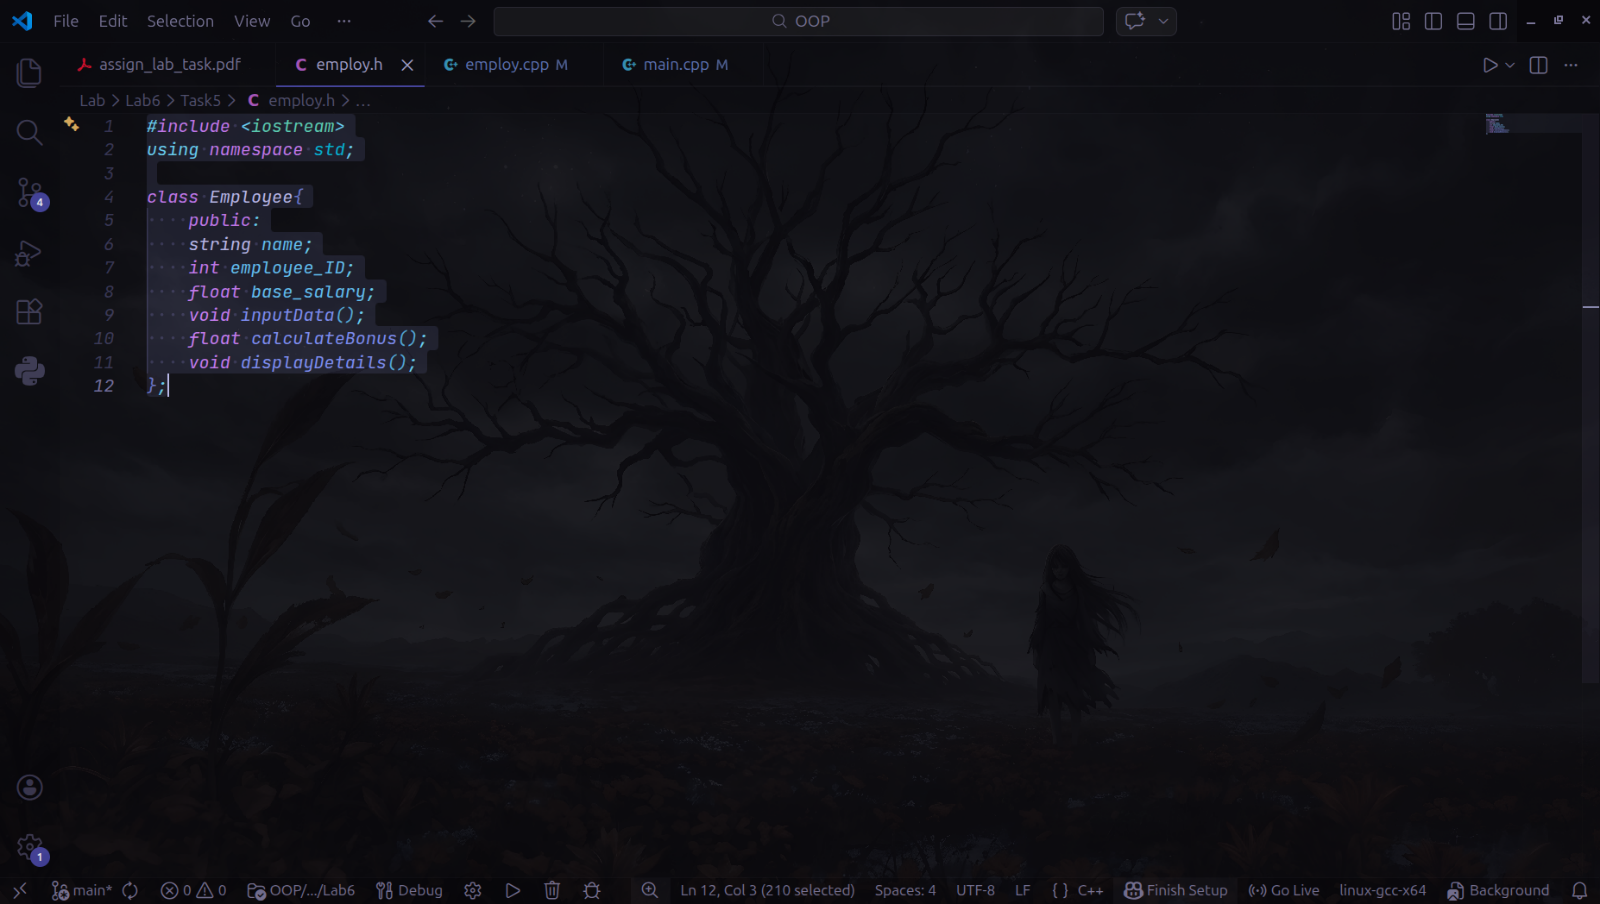 File Edit Selection View Go ··· OOP
assign_lab_task.pdf employ.h employ.cpp M main.cpp M
Lab > Lab6 > Task5 > C employ.h > ...
1 #include <iostream>
2 using namespace std;
3
4 class Employee{
5 public:
6 string name;
7 int employee_ID;
8 float base_salary;
9 void inputData();
10 float calculateBonus();
11 void displayDetails();
12 };
4
1
main* 0 0 OOP/.../Lab6 Debug Ln 12, Col 3 (210 selected) Spaces: 4 UTF-8 LF { } C++ Finish Setup Go Live linux-gcc-x64 Background